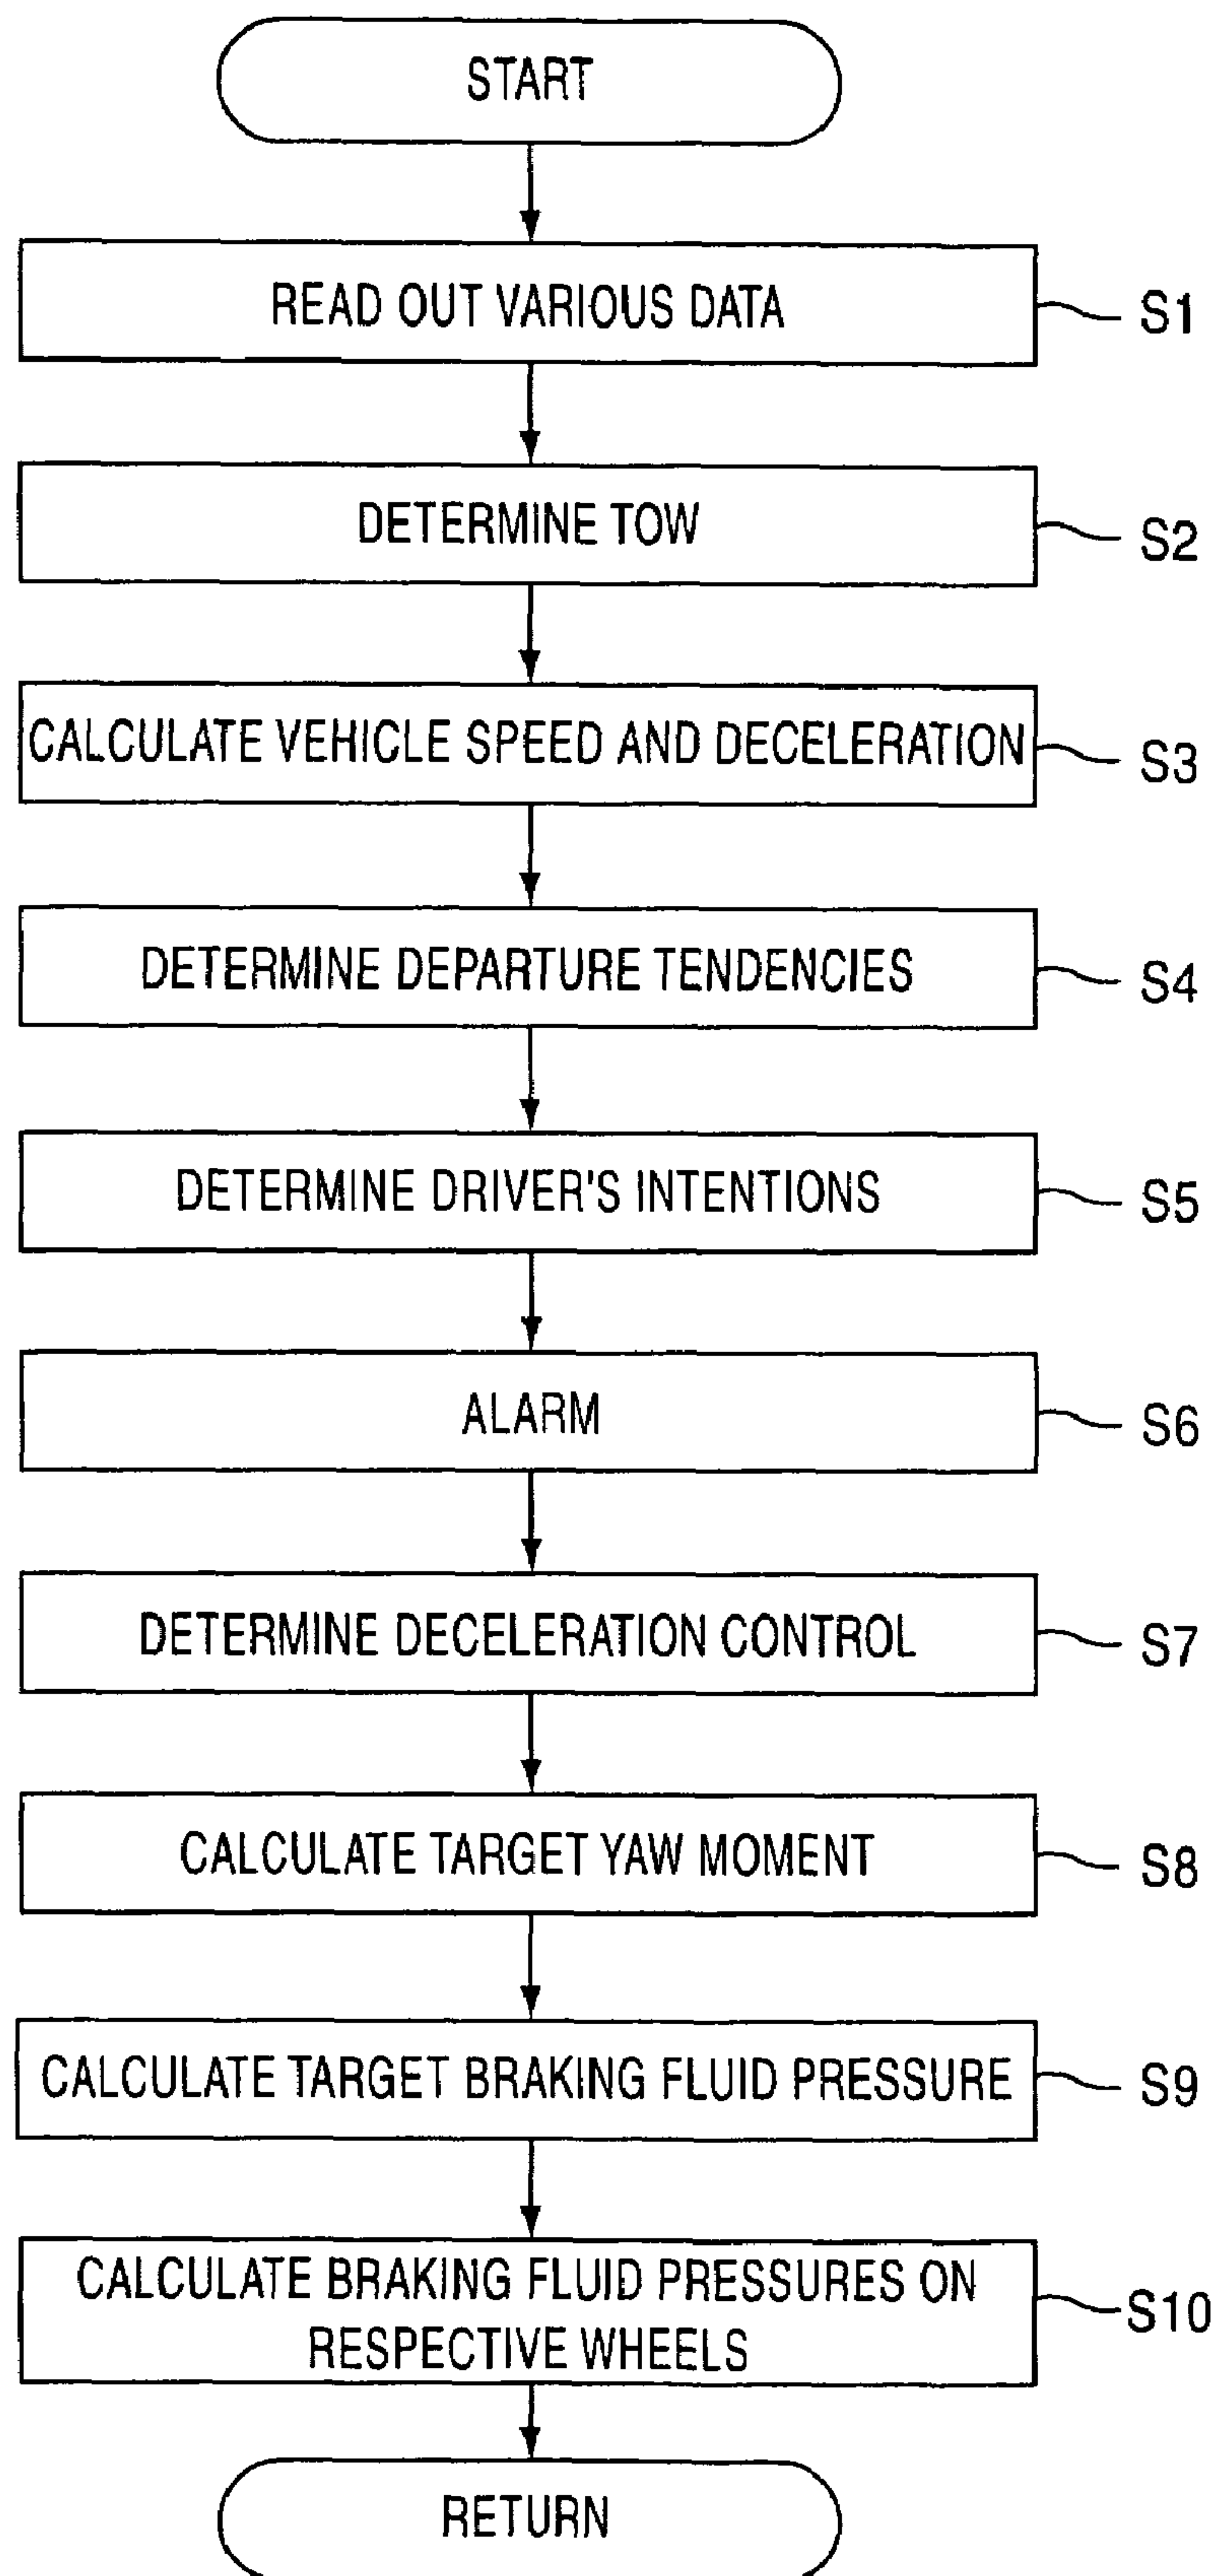 START
READ OUT VARIOUS DATA
S1
DETERMINE TOW
S2
CALCULATE VEHICLE SPEED AND DECELERATION
S3
DETERMINE DEPARTURE TENDENCIES
S4
DETERMINE DRIVER'S INTENTIONS
S5
ALARM
S6
DETERMINE DECELERATION CONTROL
S7
CALCULATE TARGET YAW MOMENT
S8
CALCULATE TARGET BRAKING FLUID PRESSURE
S9
CALCULATE BRAKING FLUID PRESSURES ON
RESPECTIVE WHEELS
S10
RETURN